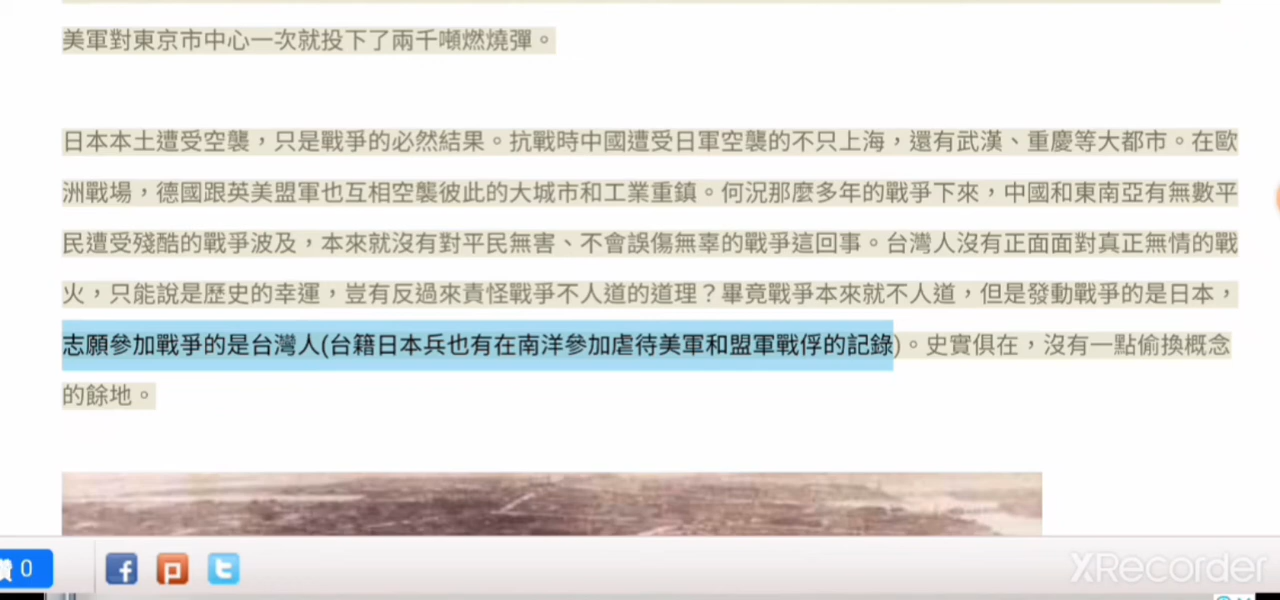 美軍對東京市中心一次就投下了兩千噸燃燒彈。
日本本土遭受空襲，只是戰爭的必然結果。抗戰時中國遭受日軍空襲的不只上海，還有武漢、重慶等大都市。在歐
洲戰場，德國跟英美盟軍也互相空襲彼此的大城市和工業重鎮。何況那麼多年的戰爭下來，中國和東南亞有無數平
民遭受殘酷的戰爭波及，本來就沒有對平民無害、不會誤傷無辜的戰爭這回事。台灣人沒有正面面對真正無情的戰
火，只能說是歷史的幸運，豈有反過來責怪戰爭不人道的道理？畢竟戰爭本來就不人道，但是發動戰爭的是日本，
志願參加戰爭的是台灣人(台籍日本兵也有在南洋參加虐待美軍和盟軍戰俘的記錄)。史實俱在，沒有一點偷換概念
的餘地。
讚 0
XRecorder